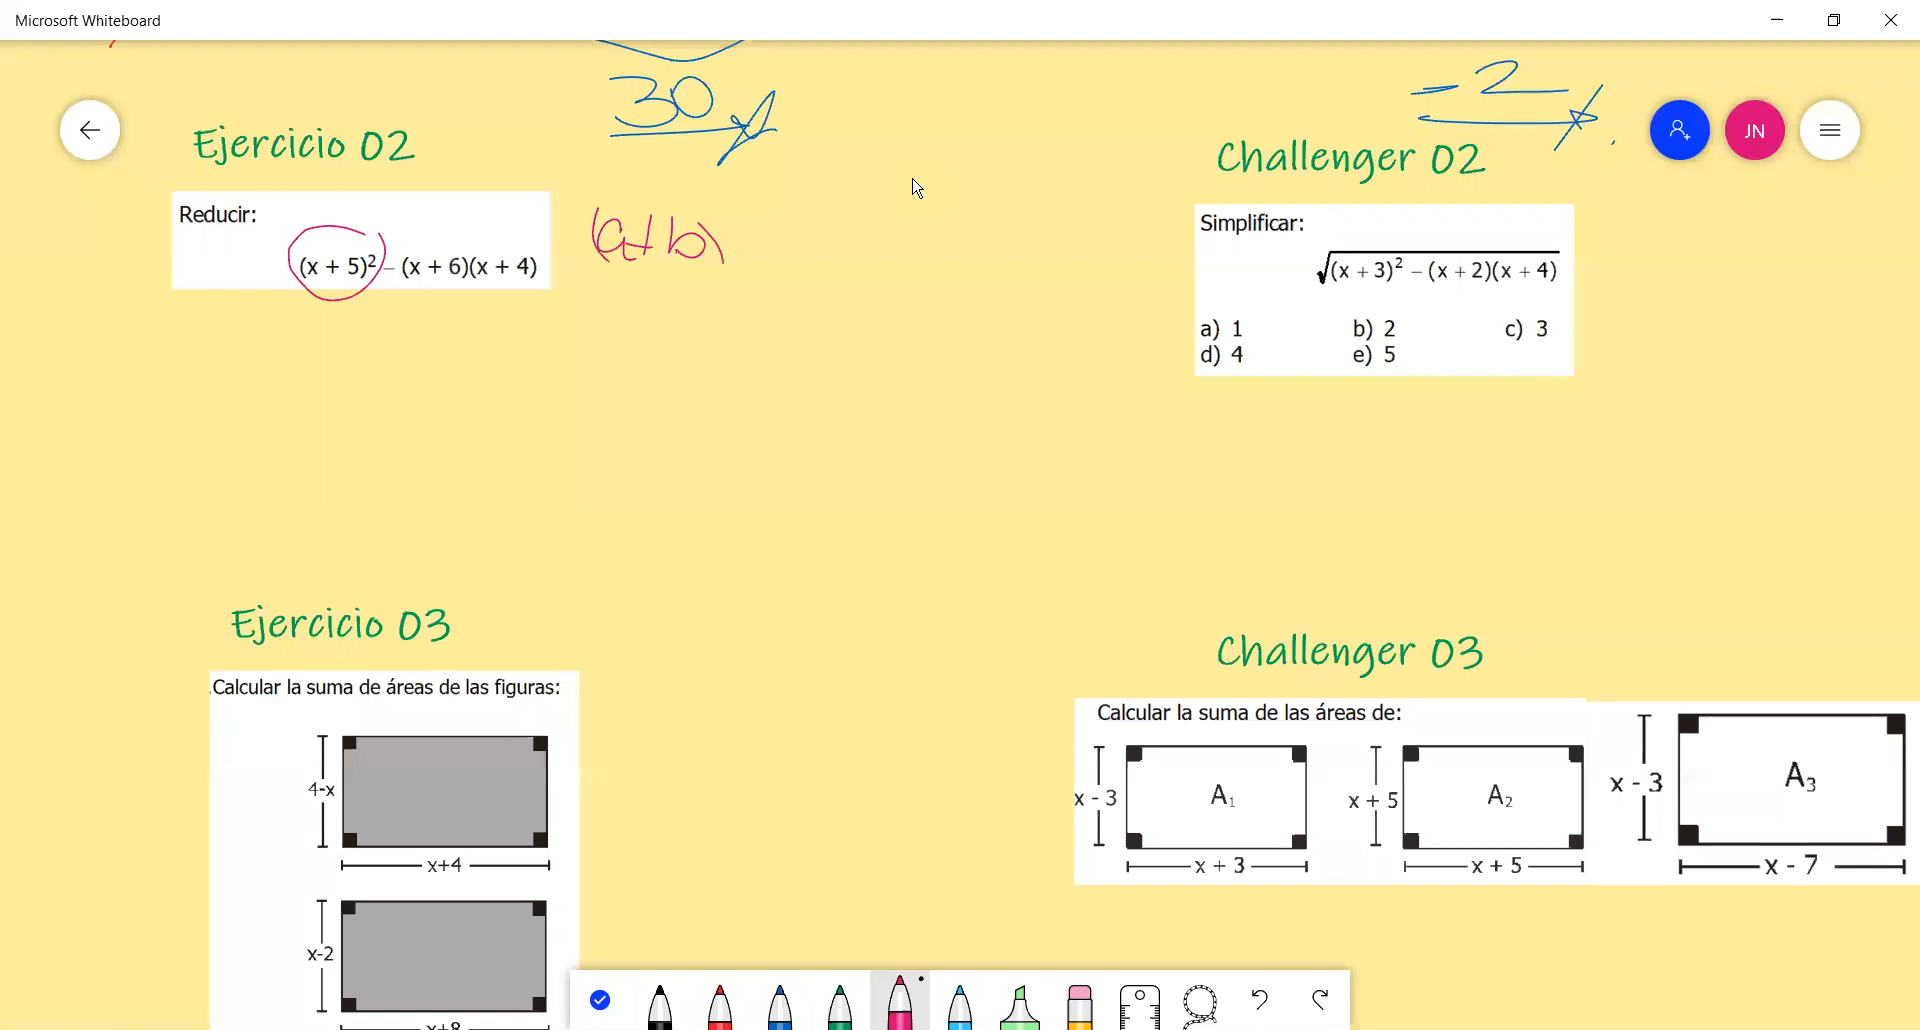 Microsoft Whiteboard
30
= 2
JN
Ejercicio 02
Challenger 02
Reducir:
(x + 5)² – (x + 6)(x + 4)
(a+b)
Simplificar:
√(x + 3)² – (x + 2)(x + 4)
a) 1 b) 2 c) 3
d) 4 e) 5
Ejercicio 03
Challenger 03
Calcular la suma de áreas de las figuras:
4-x
x+4
x-2
x+8
Calcular la suma de las áreas de:
x - 3 A₁ x + 5 A₂ x - 3 A₃
x + 3 x + 5 x - 7